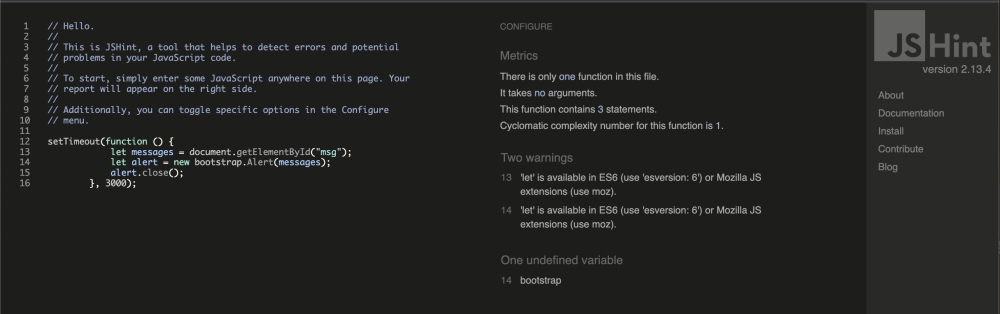 1 // Hello.
2 //
3 // This is JSHint, a tool that helps to detect errors and potential
4 // problems in your JavaScript code.
5 //
6 // To start, simply enter some JavaScript anywhere on this page. Your
7 // report will appear on the right side.
8 //
9 // Additionally, you can toggle specific options in the Configure
10 // menu.
11
12 setTimeout(function () {
13 let messages = document.getElementById("msg");
14 let alert = new bootstrap.Alert(messages);
15 alert.close();
16 }, 3000);
CONFIGURE
Metrics
There is only one function in this file.
It takes no arguments.
This function contains 3 statements.
Cyclomatic complexity number for this function is 1.
Two warnings
13 'let' is available in ES6 (use 'esversion: 6') or Mozilla JS
extensions (use moz).
14 'let' is available in ES6 (use 'esversion: 6') or Mozilla JS
extensions (use moz).
One undefined variable
14 bootstrap
JSHint
version 2.13.4
About
Documentation
Install
Contribute
Blog